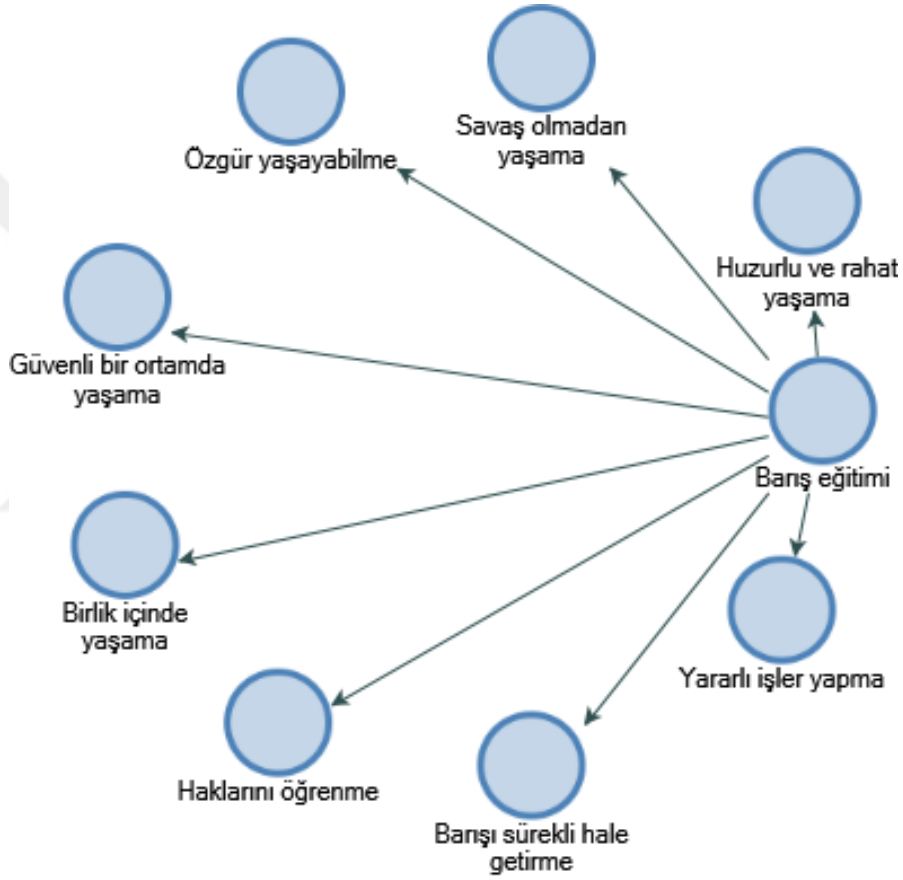 Savaş olmadan
yaşama
Özgür yaşayabilme
Huzurlu ve rahat
yaşama
Güvenli bir ortamda
yaşama
Barış eğitimi
Birlik içinde
yaşama
Yararlı işler yapma
Haklarını öğrenme
Barışı sürekli hale
getirme